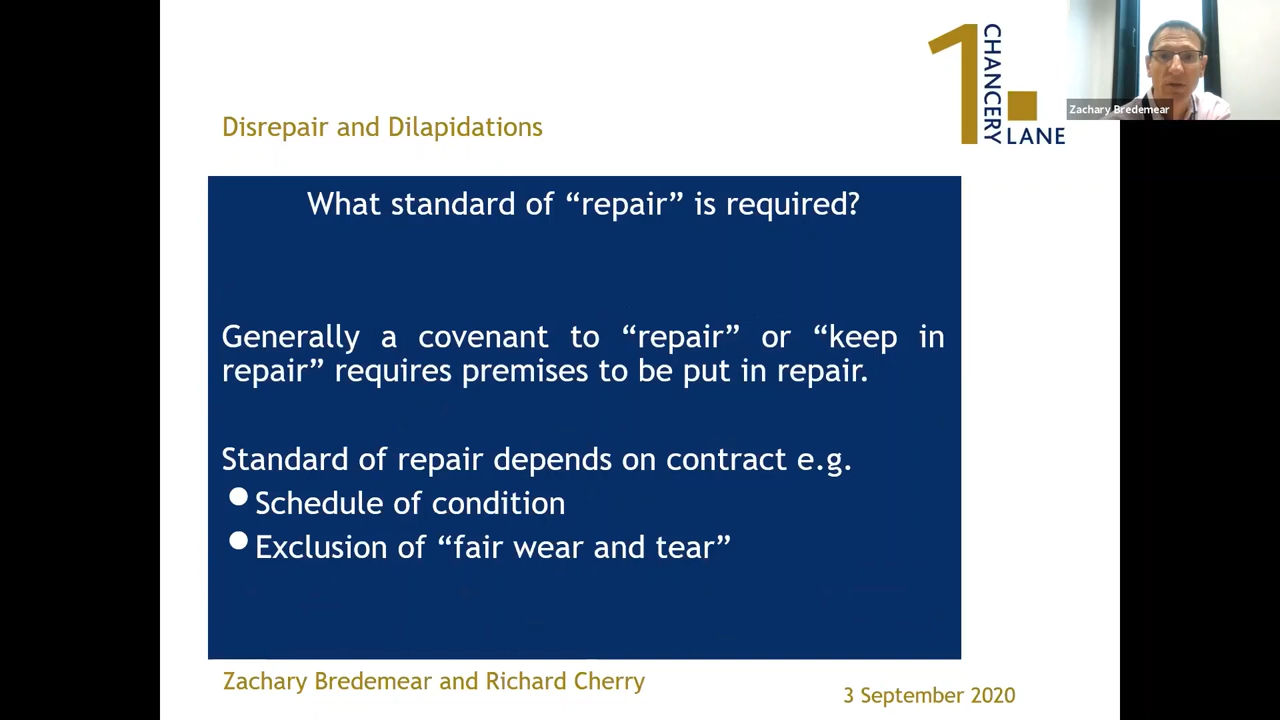 1 CHANCERY LANE
Zachary Bredemear
Disrepair and Dilapidations
What standard of “repair” is required?
Generally a covenant to “repair” or “keep in
repair” requires premises to be put in repair.
Standard of repair depends on contract e.g.
● Schedule of condition
● Exclusion of “fair wear and tear”
Zachary Bredemear and Richard Cherry
3 September 2020